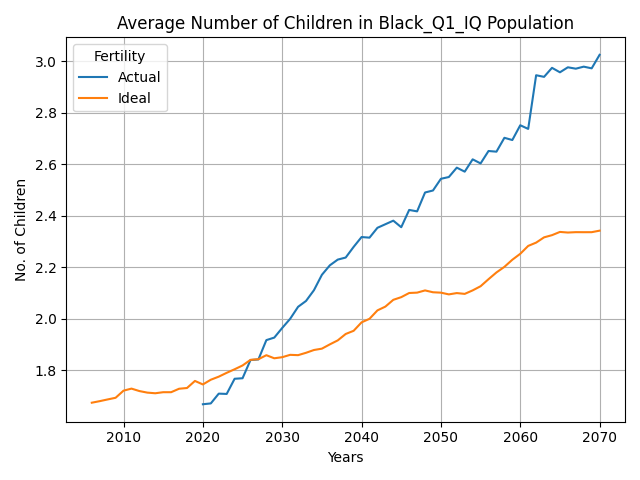 Average Number of Children in Black_Q1_IQ Population
Fertility
Actual
Ideal
3.0
2.8
2.6
2.4
2.2
2.0
1.8
No. of Children
2010 2020 2030 2040 2050 2060 2070
Years